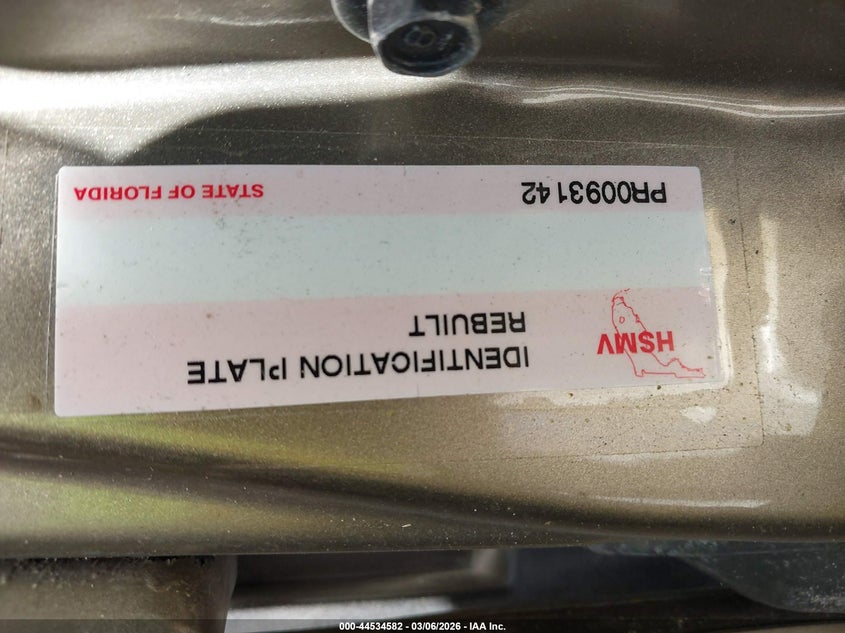 HSMV
IDENTIFICATION PLATE
REBUILT
PR0093142
STATE OF FLORIDA
000-44534582 - 03/06/2026 - IAA Inc.